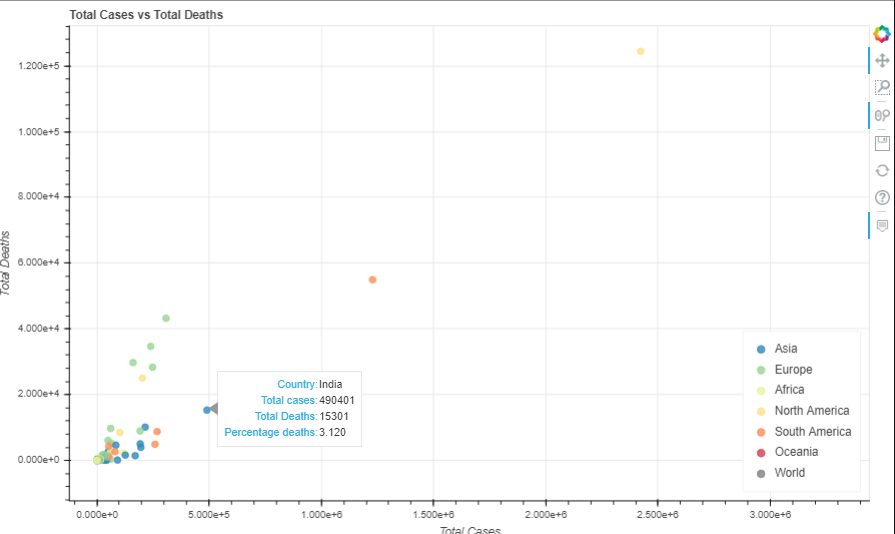 Total Cases vs Total Deaths
1.200e+5
1.000e+5
8.000e+4
6.000e+4
4.000e+4
2.000e+4
0.000e+0
Total Deaths
Country: India
Total cases: 490401
Total Deaths: 15301
Percentage deaths: 3.120
Asia
Europe
Africa
North America
South America
Oceania
World
0.000e+0 5.000e+5 1.000e+6 1.500e+6 2.000e+6 2.500e+6 3.000e+6
Total Cases